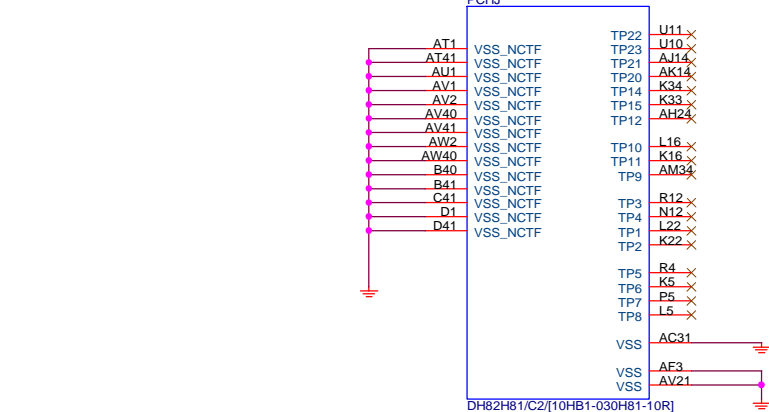 PCHJ
AT1 VSS_NCTF
AT41 VSS_NCTF
AU1 VSS_NCTF
AV1 VSS_NCTF
AV2 VSS_NCTF
AV40 VSS_NCTF
AV41 VSS_NCTF
AW2 VSS_NCTF
AW40 VSS_NCTF
B40 VSS_NCTF
B41 VSS_NCTF
C41 VSS_NCTF
D1 VSS_NCTF
D41 VSS_NCTF
TP22 U11
TP23 U10
TP21 AJ14
TP20 AK14
TP14 K34
TP15 K33
TP12 AH24
TP10 L16
TP11 K16
TP9 AM34
TP3 R12
TP4 N12
TP1 L22
TP2 K22
TP5 R4
TP6 K5
TP7 P5
TP8 L5
VSS AC31
VSS AF3
VSS AV21
DH82H81/C2/[10HB1-030H81-10R]